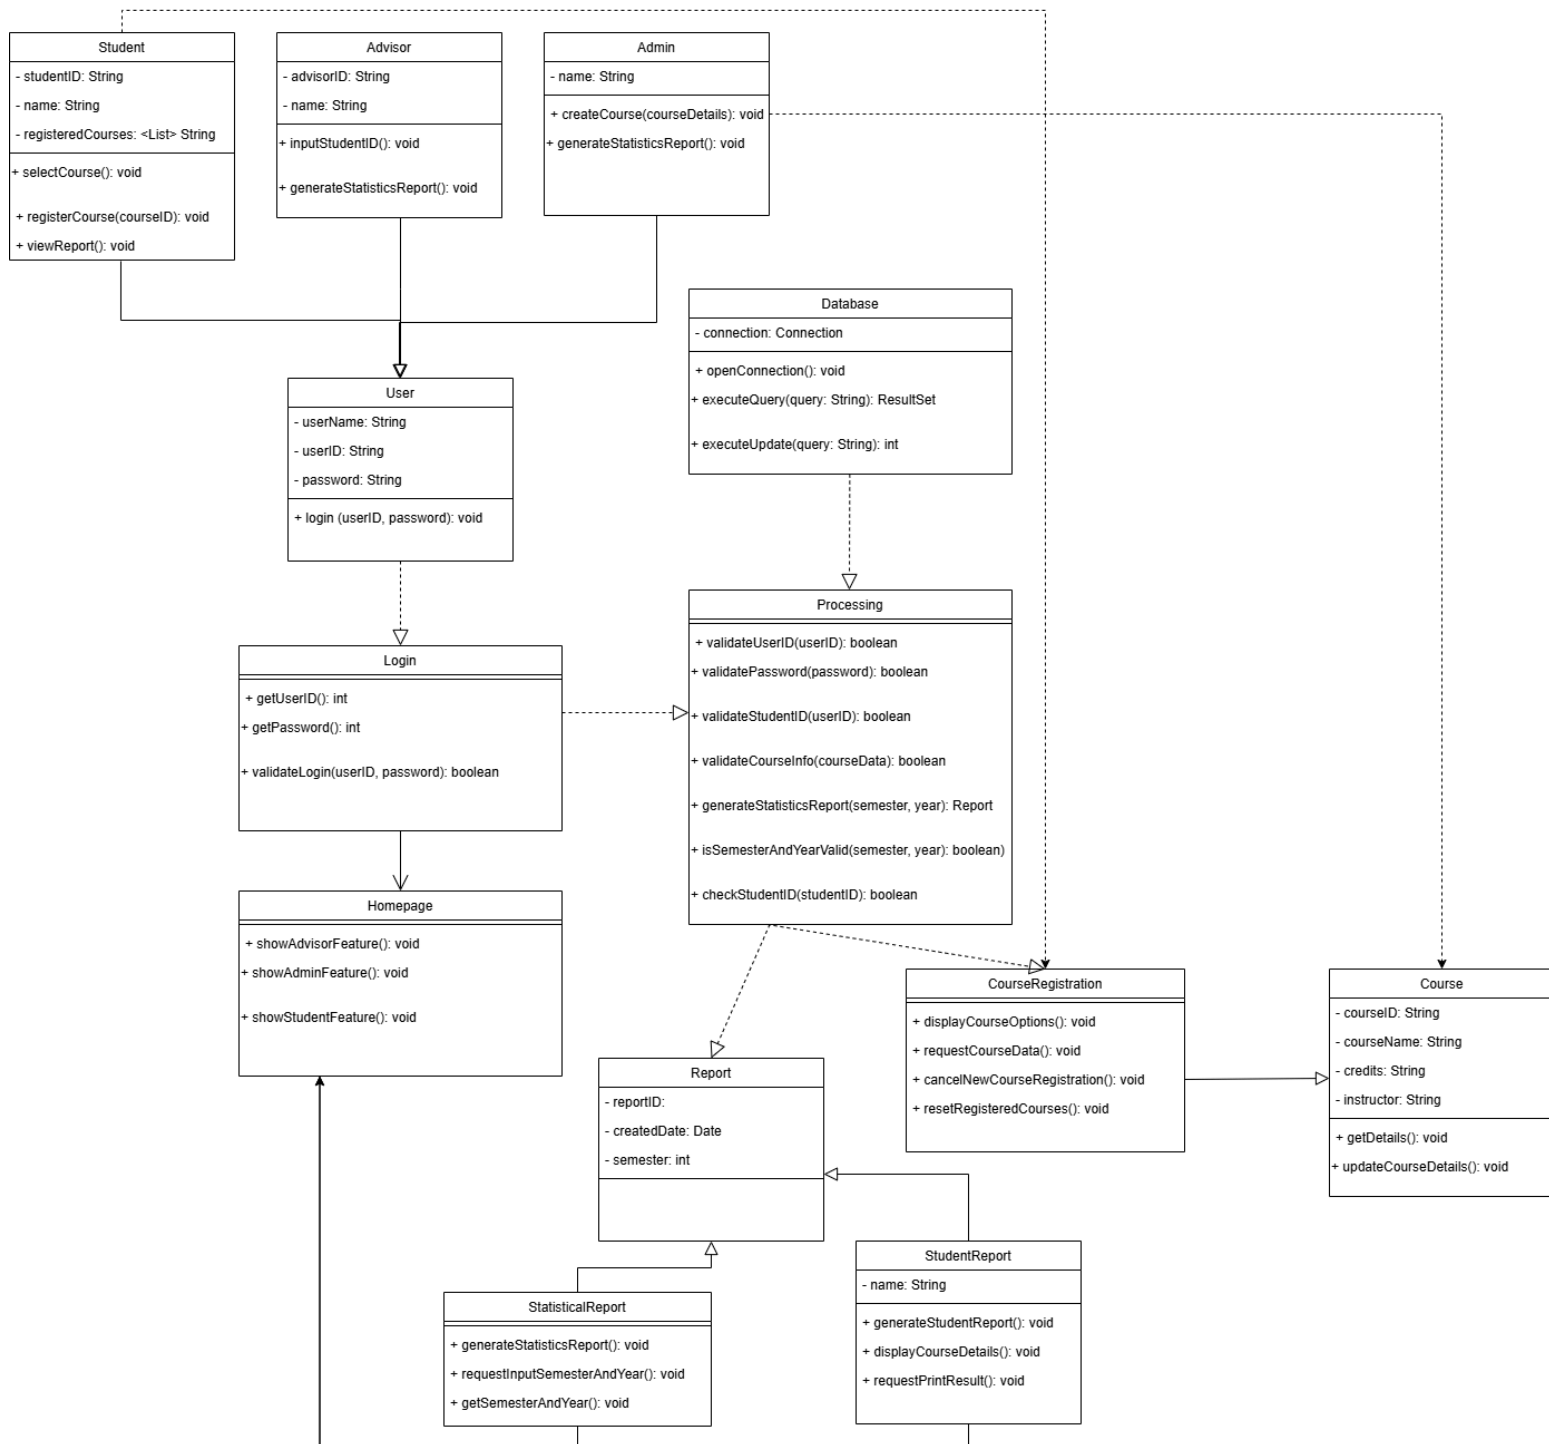 Student
- studentID: String
- name: String
- registeredCourses: <List> String
+ selectCourse(): void
+ registerCourse(courseID): void
+ viewReport(): void
Advisor
- advisorID: String
- name: String
+ inputStudentID(): void
+ generateStatisticsReport(): void
Admin
- name: String
+ createCourse(courseDetails): void
+ generateStatisticsReport(): void
Database
- connection: Connection
+ openConnection(): void
+ executeQuery(query: String): ResultSet
+ executeUpdate(query: String): int
User
- userName: String
- userID: String
- password: String
+ login (userID, password): void
Processing
+ validateUserID(userID): boolean
+ validatePassword(password): boolean
+ validateStudentID(userID): boolean
+ validateCourseInfo(courseData): boolean
+ generateStatisticsReport(semester, year): Report
+ isSemesterAndYearValid(semester, year): boolean)
+ checkStudentID(studentID): boolean
Login
+ getUserID(): int
+ getPassword(): int
+ validateLogin(userID, password): boolean
Homepage
+ showAdvisorFeature(): void
+ showAdminFeature(): void
+ showStudentFeature(): void
CourseRegistration
+ displayCourseOptions(): void
+ requestCourseData(): void
+ cancelNewCourseRegistration(): void
+ resetRegisteredCourses(): void
Course
- courseID: String
- courseName: String
- credits: String
- instructor: String
+ getDetails(): void
+ updateCourseDetails(): void
Report
- reportID:
- createdDate: Date
- semester: int
StudentReport
- name: String
+ generateStudentReport(): void
+ displayCourseDetails(): void
+ requestPrintResult(): void
StatisticalReport
+ generateStatisticsReport(): void
+ requestInputSemesterAndYear(): void
+ getSemesterAndYear(): void